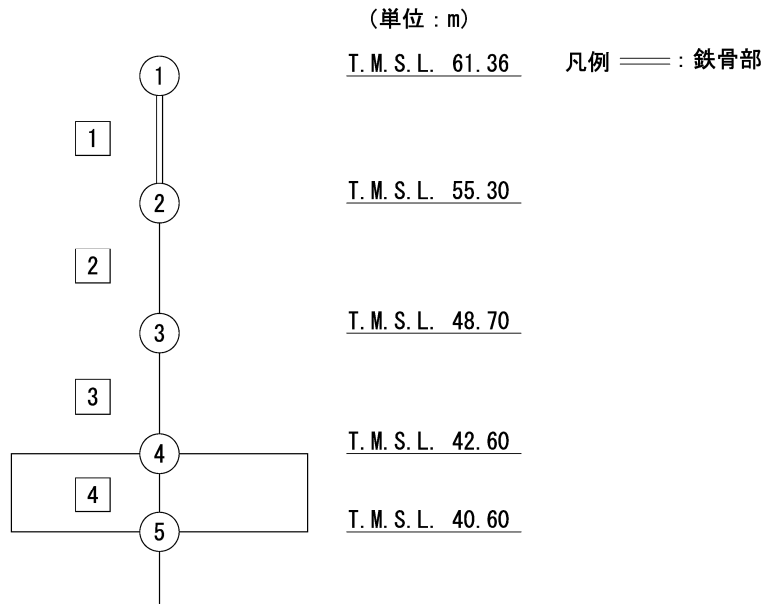 (単位:m)
① T.M.S.L. 61.36 凡例 ═ : 鉄骨部
1
② T.M.S.L. 55.30
2
③ T.M.S.L. 48.70
3
④ T.M.S.L. 42.60
4
⑤ T.M.S.L. 40.60